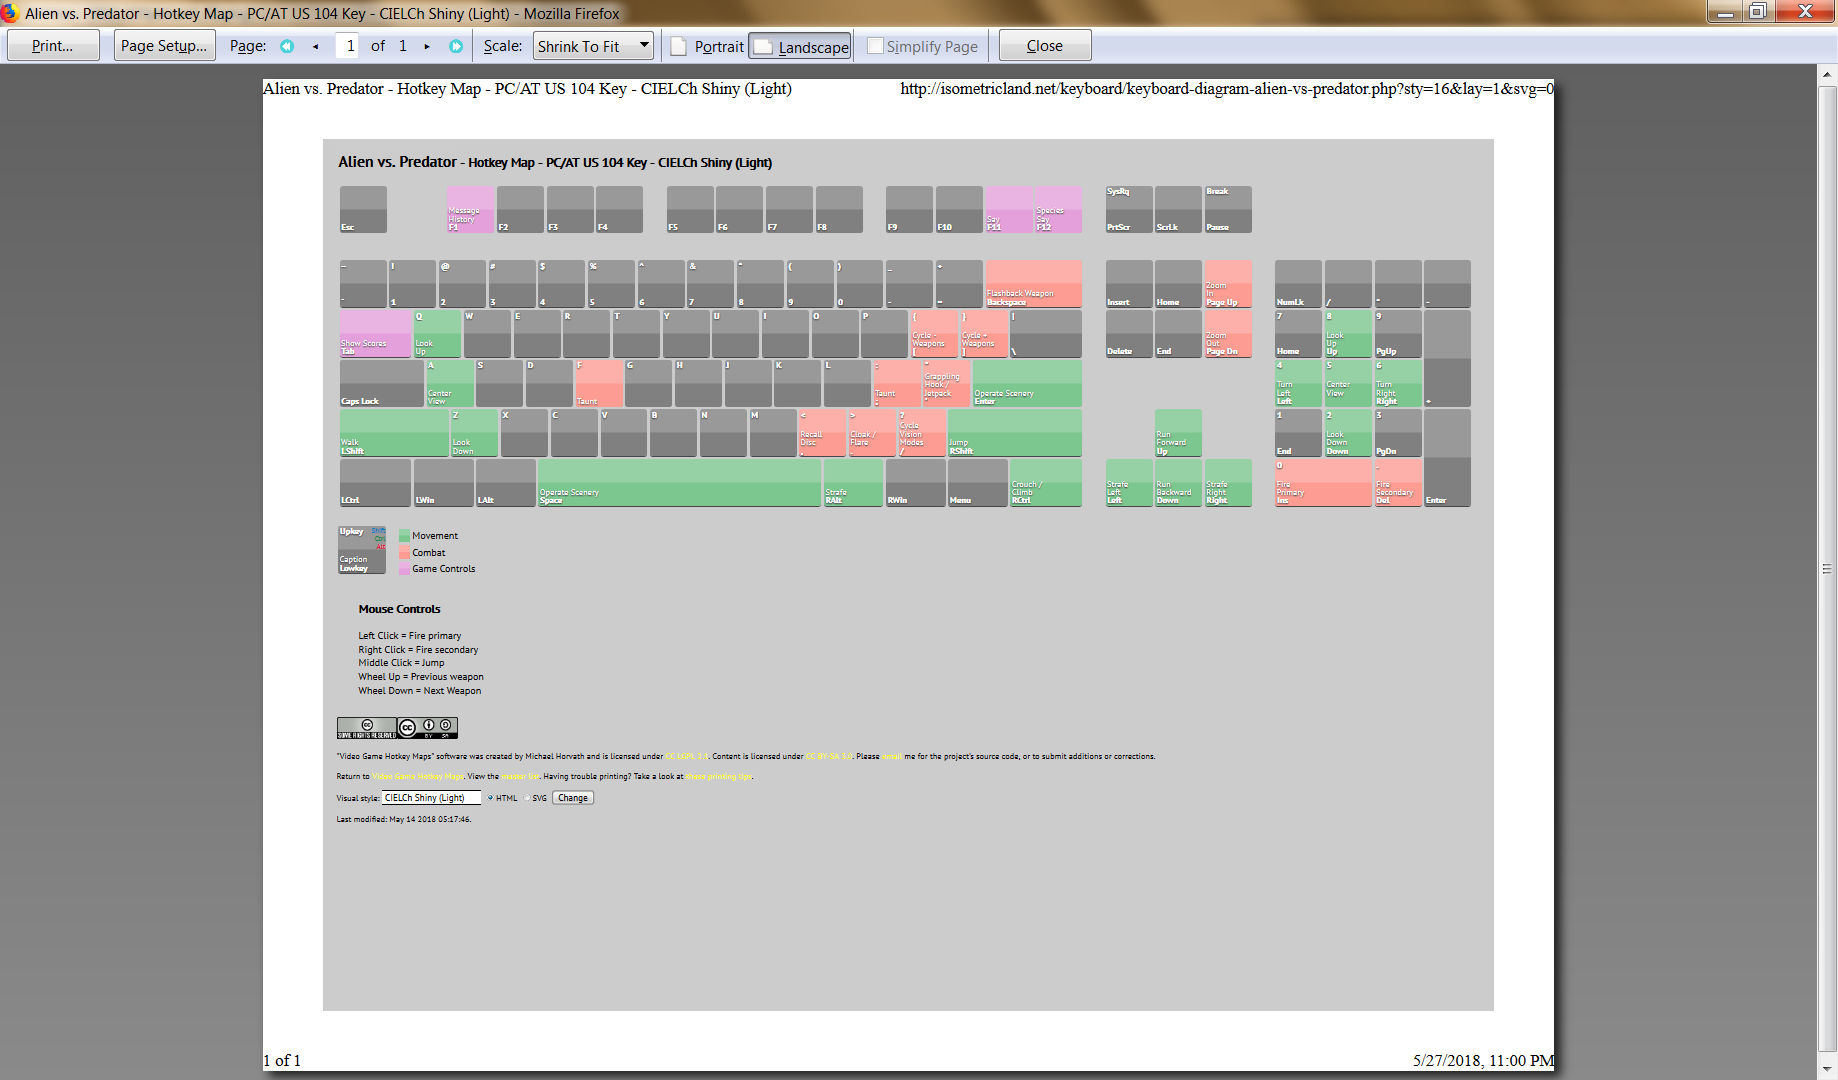 Alien vs. Predator - Hotkey Map - PC/AT US 104 Key - CIELCh Shiny (Light) - Mozilla Firefox
Print... Page Setup... Page: 1 of 1 Scale: Shrink To Fit Portrait Landscape Simplify Page Close
Alien vs. Predator - Hotkey Map - PC/AT US 104 Key - CIELCh Shiny (Light) http://isometricland.net/keyboard/keyboard-diagram-alien-vs-predator.php?sty=16&lay=1&svg=0
Alien vs. Predator - Hotkey Map - PC/AT US 104 Key - CIELCh Shiny (Light)
SysRq Break
Message
History
Say
Species
Say
Esc F1 F2 F3 F4 F5 F6 F7 F8 F9 F10 F11 F12 PrtScr ScrLk Pause
~ ! @ # $ % ^ & * ( ) _ +
Flashback Weapon
Zoom
In
` 1 2 3 4 5 6 7 8 9 0 - = Backspace Insert Home Page Up NumLk / * -
Q W E R T Y U I O P { } | 7 8 9
Show Scores
Look
Up
Cycle -
Weapons
Cycle +
Weapons
Zoom
Out
Look
Up
Tab [ ] \ Delete End Page Dn Home Up PgUp
A S D F G H J K L : " 4 5 6
Center
View
Taunt
Taunt
Grappling
Hook /
Jetpack
Operate Scenery
Turn
Left
Center
View
Turn
Right
Caps Lock ; ' Enter Left Right +
Z X C V B N M < > ? 1 2 3
Walk
Look
Down
Recall
Disc
Cloak /
Flare
Cycle
Vision
Modes
Jump
Run
Forward
Look
Down
LShift , . / RShift Up End Down PgDn
0 .
Operate Scenery
Strafe
Crouch /
Climb
Strafe
Left
Run
Backward
Strafe
Right
Fire
Primary
Fire
Secondary
LCtrl LWin LAlt Space RAlt RWin Menu RCtrl Left Down Right Ins Del Enter
Upkey Shift
Ctrl
Alt
Caption
Lowkey
Movement
Combat
Game Controls
Mouse Controls
Left Click = Fire primary
Right Click = Fire secondary
Middle Click = Jump
Wheel Up = Previous weapon
Wheel Down = Next Weapon
cc SOME RIGHTS RESERVED cc BY SA
"Video Game Hotkey Maps" software was created by Michael Horvath and is licensed under CC LGPL 2.1. Content is licensed under CC BY-SA 3.0. Please email me for the project's source code, or to submit additions or corrections.
Return to Video Game Hotkey Maps. View the master list. Having trouble printing? Take a look at these printing tips.
Visual style: CIELCh Shiny (Light) HTML SVG Change
Last modified: May 14 2018 05:17:46.
1 of 1 5/27/2018, 11:00 PM